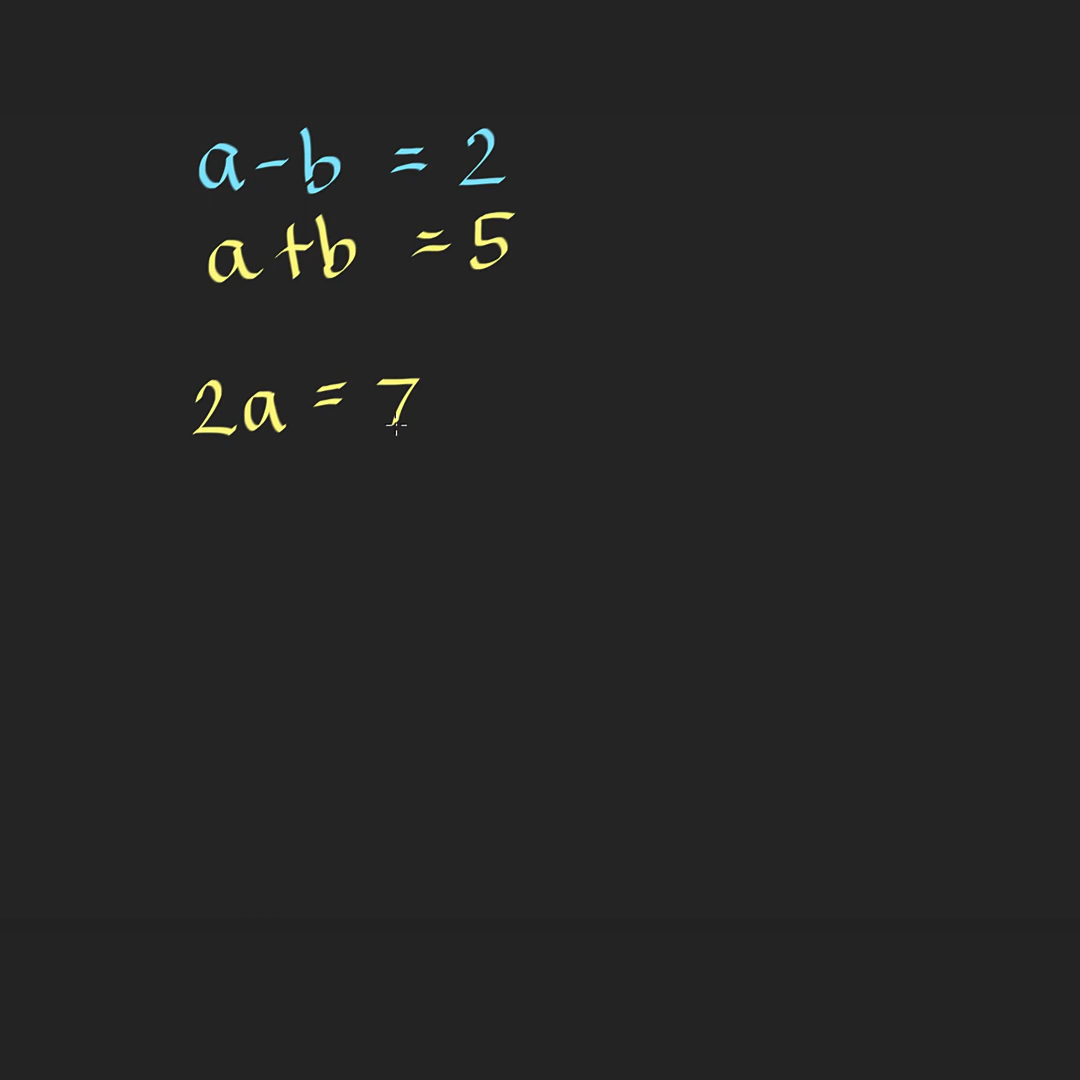 a-b = 2
a+b = 5
2a = 7